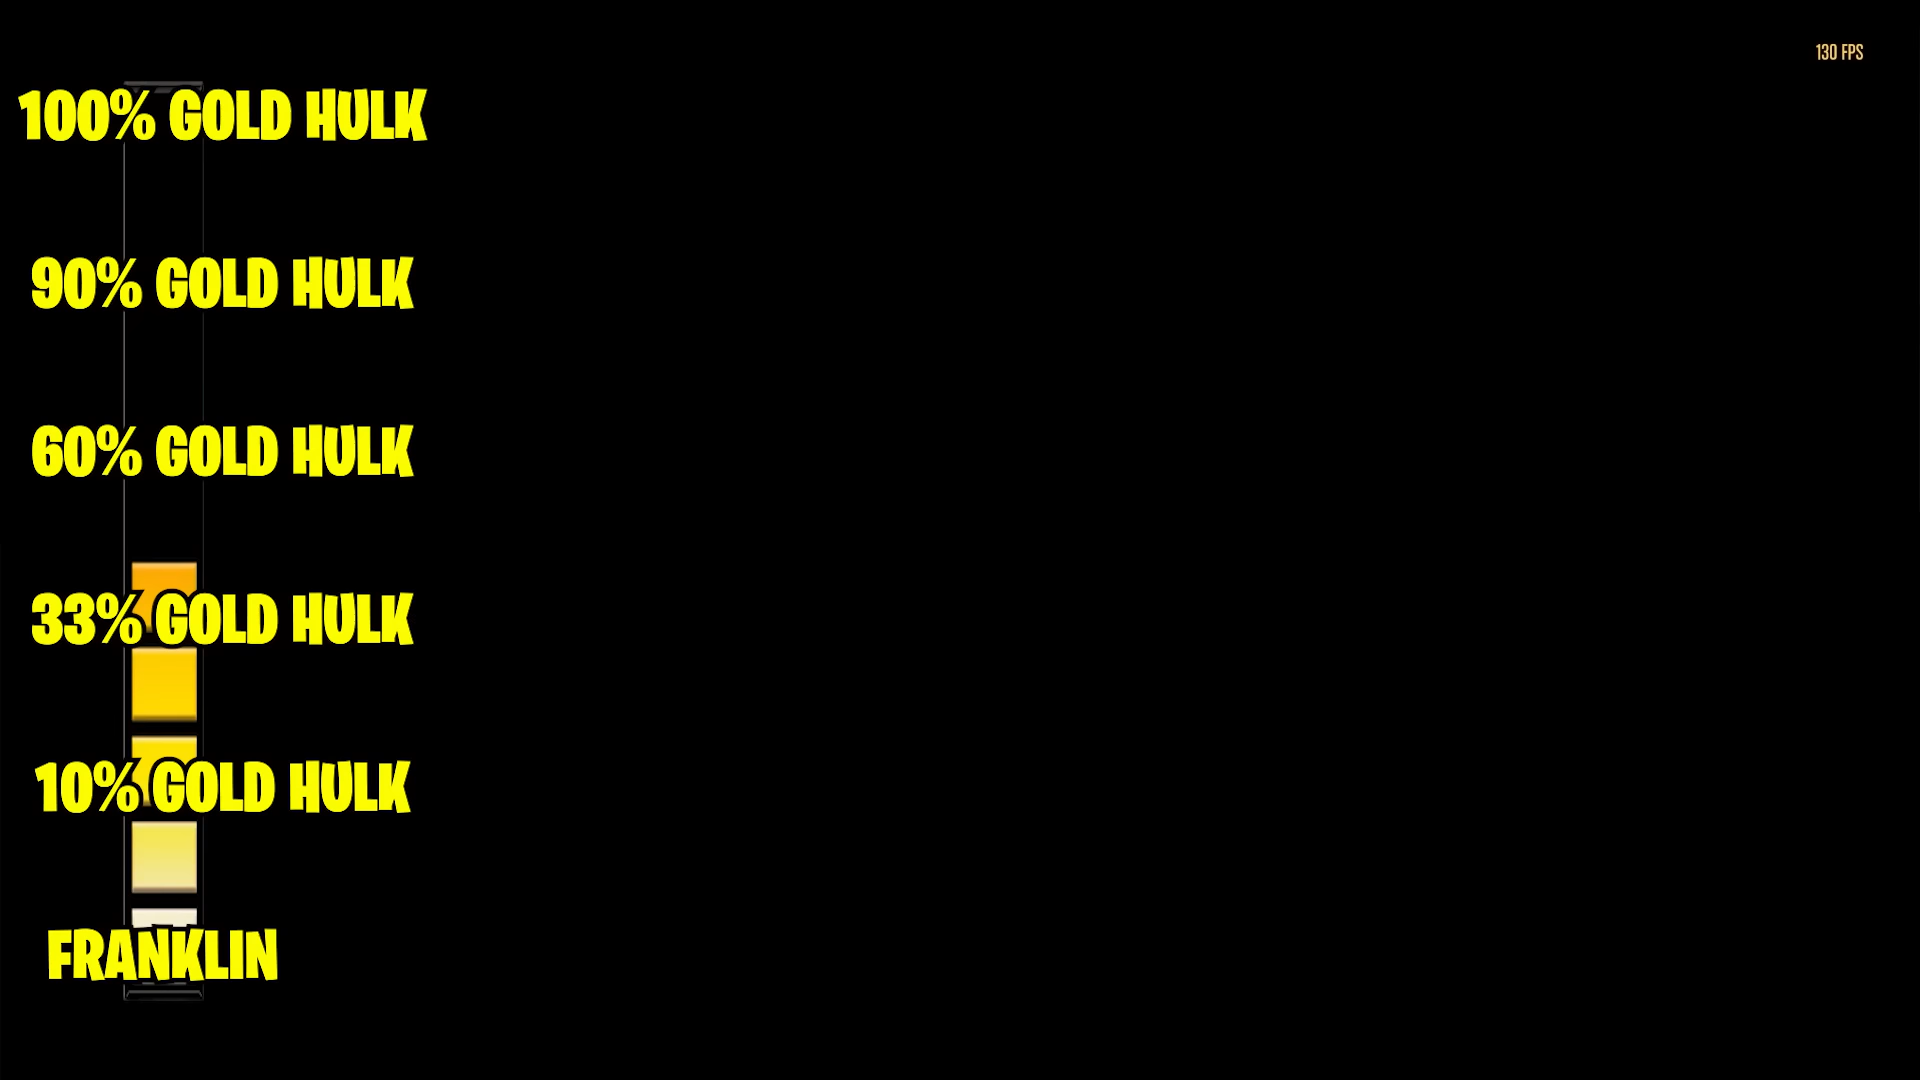 130 FPS
100% GOLD HULK
90% GOLD HULK
60% GOLD HULK
33% GOLD HULK
10% GOLD HULK
FRANKLIN